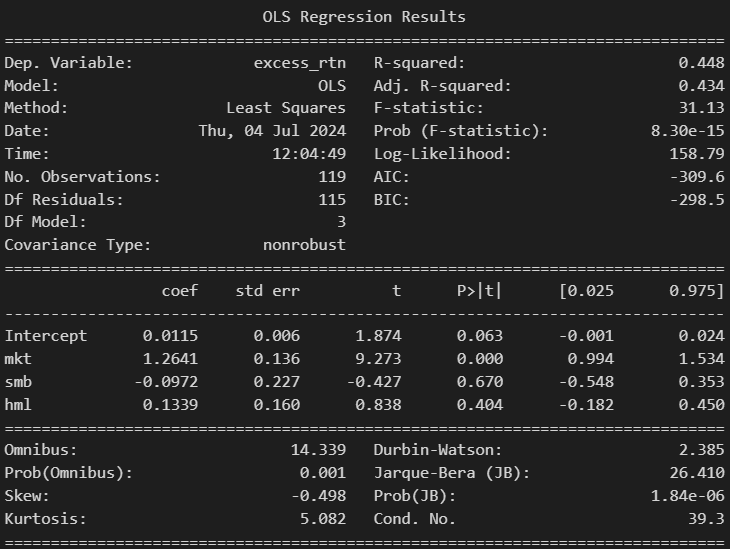 OLS Regression Results
==============================================================================
Dep. Variable: excess_rtn R-squared: 0.448
Model: OLS Adj. R-squared: 0.434
Method: Least Squares F-statistic: 31.13
Date: Thu, 04 Jul 2024 Prob (F-statistic): 8.30e-15
Time: 12:04:49 Log-Likelihood: 158.79
No. Observations: 119 AIC: -309.6
Df Residuals: 115 BIC: -298.5
Df Model: 3
Covariance Type: nonrobust
==============================================================================
coef std err t P>|t| [0.025 0.975]
------------------------------------------------------------------------------
Intercept 0.0115 0.006 1.874 0.063 -0.001 0.024
mkt 1.2641 0.136 9.273 0.000 0.994 1.534
smb -0.0972 0.227 -0.427 0.670 -0.548 0.353
hml 0.1339 0.160 0.838 0.404 -0.182 0.450
==============================================================================
Omnibus: 14.339 Durbin-Watson: 2.385
Prob(Omnibus): 0.001 Jarque-Bera (JB): 26.410
Skew: -0.498 Prob(JB): 1.84e-06
Kurtosis: 5.082 Cond. No. 39.3
==============================================================================